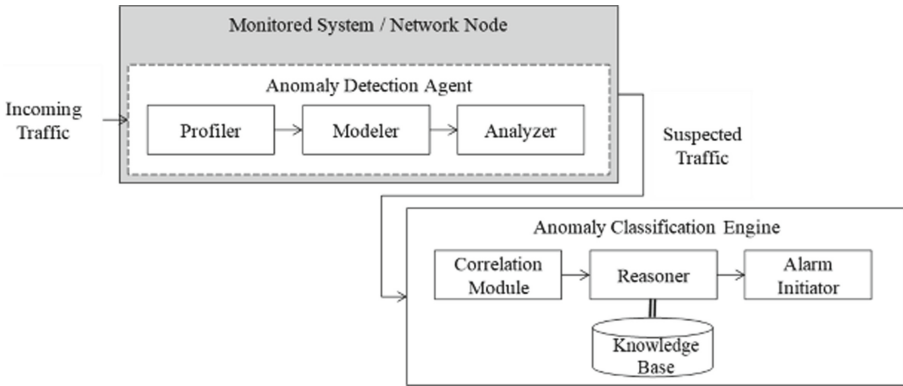 Monitored System / Network Node
Anomaly Detection Agent
Incoming
Traffic
Profiler
Modeler
Analyzer
Suspected
Traffic
Anomaly Classification Engine
Correlation
Module
Reasoner
Alarm
Initiator
Knowledge
Base